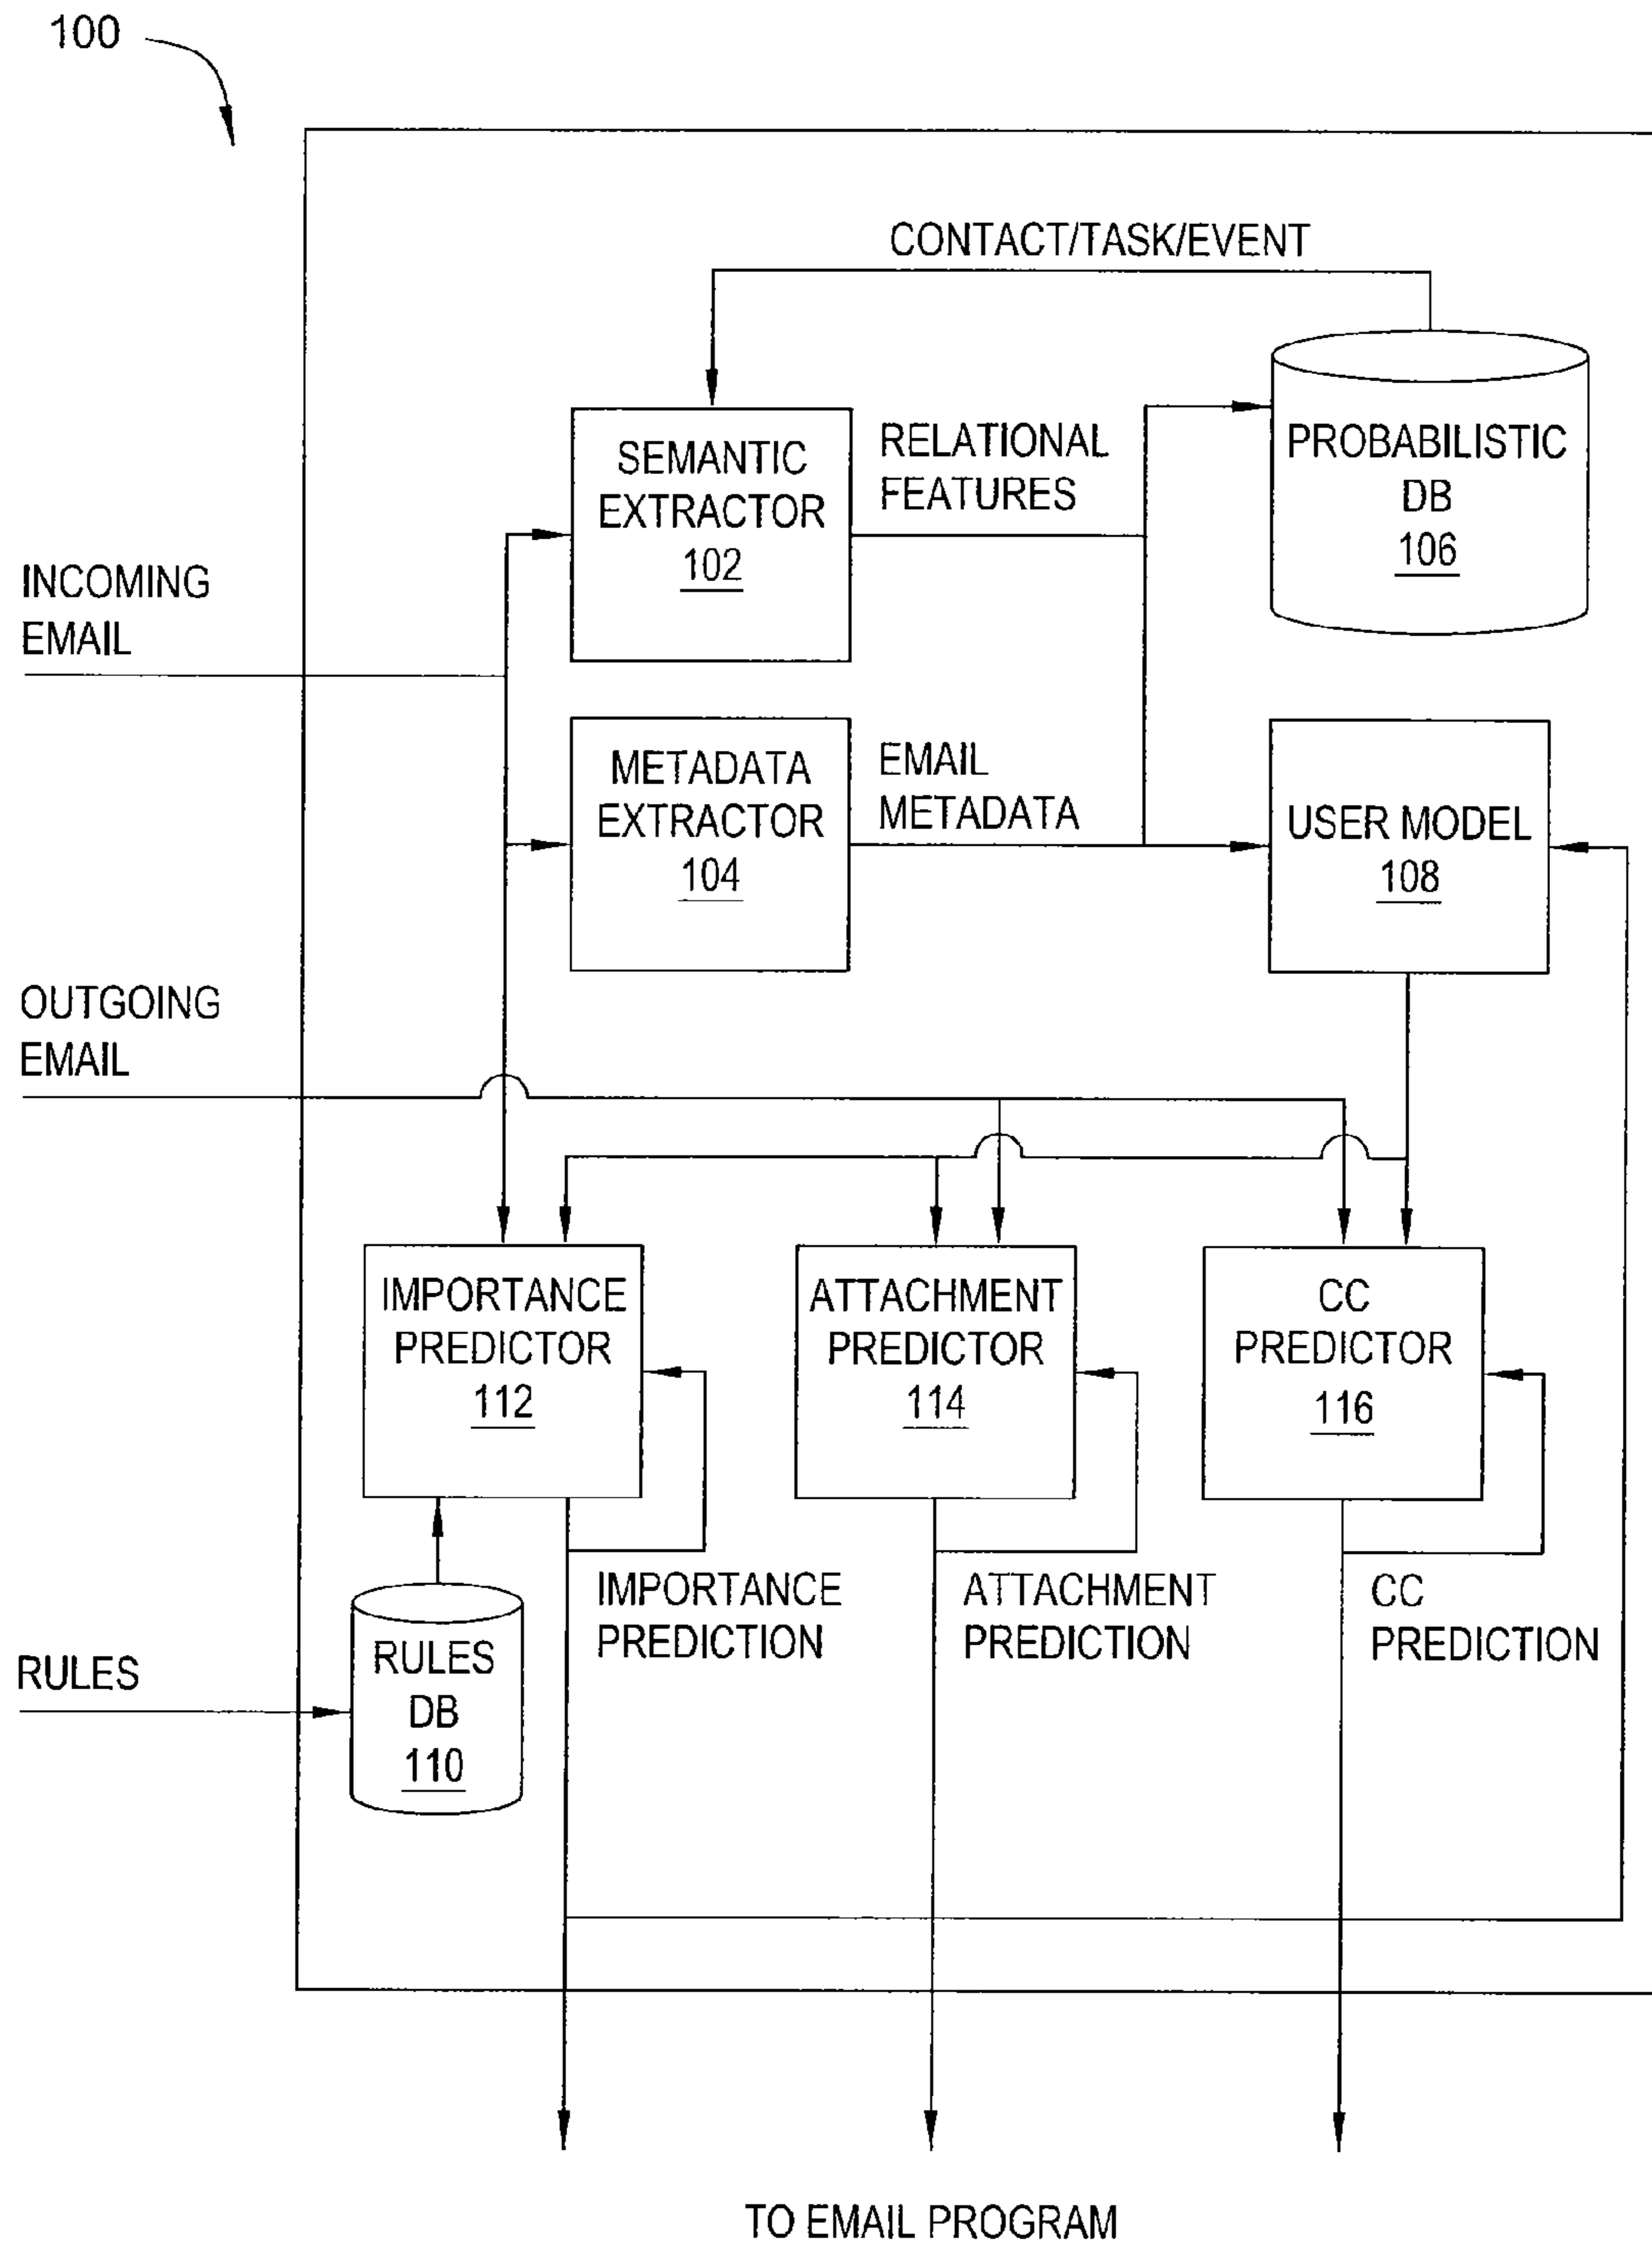 100
CONTACT/TASK/EVENT
SEMANTIC
EXTRACTOR
102
RELATIONAL
FEATURES
PROBABILISTIC
DB
106
INCOMING
EMAIL
METADATA
EXTRACTOR
104
EMAIL
METADATA
USER MODEL
108
OUTGOING
EMAIL
IMPORTANCE
PREDICTOR
112
ATTACHMENT
PREDICTOR
114
CC
PREDICTOR
116
IMPORTANCE
PREDICTION
ATTACHMENT
PREDICTION
CC
PREDICTION
RULES
RULES
DB
110
TO EMAIL PROGRAM